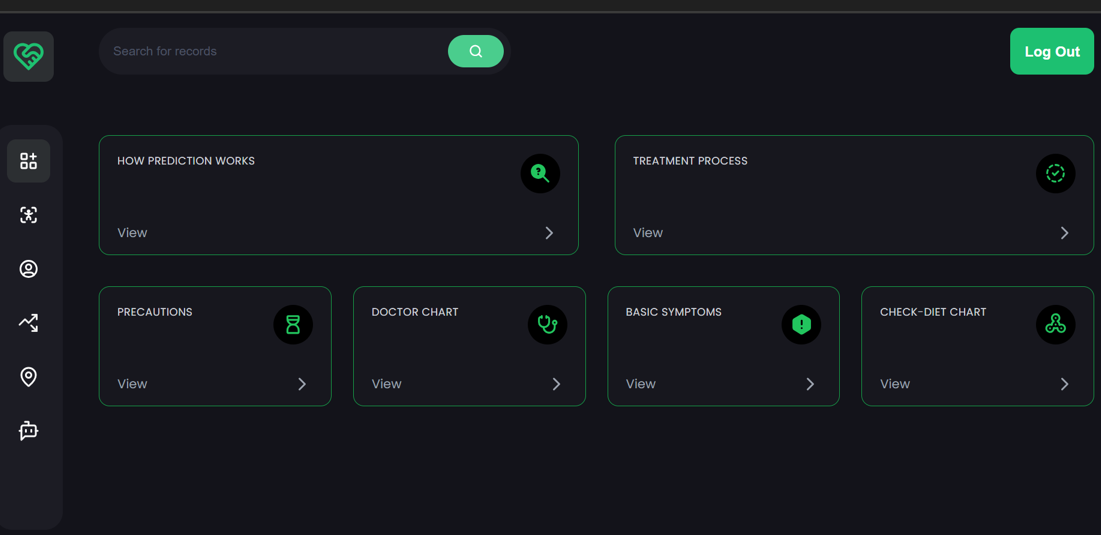 Search for records
Log Out
HOW PREDICTION WORKS
TREATMENT PROCESS
View
View
PRECAUTIONS
DOCTOR CHART
BASIC SYMPTOMS
CHECK-DIET CHART
View
View
View
View